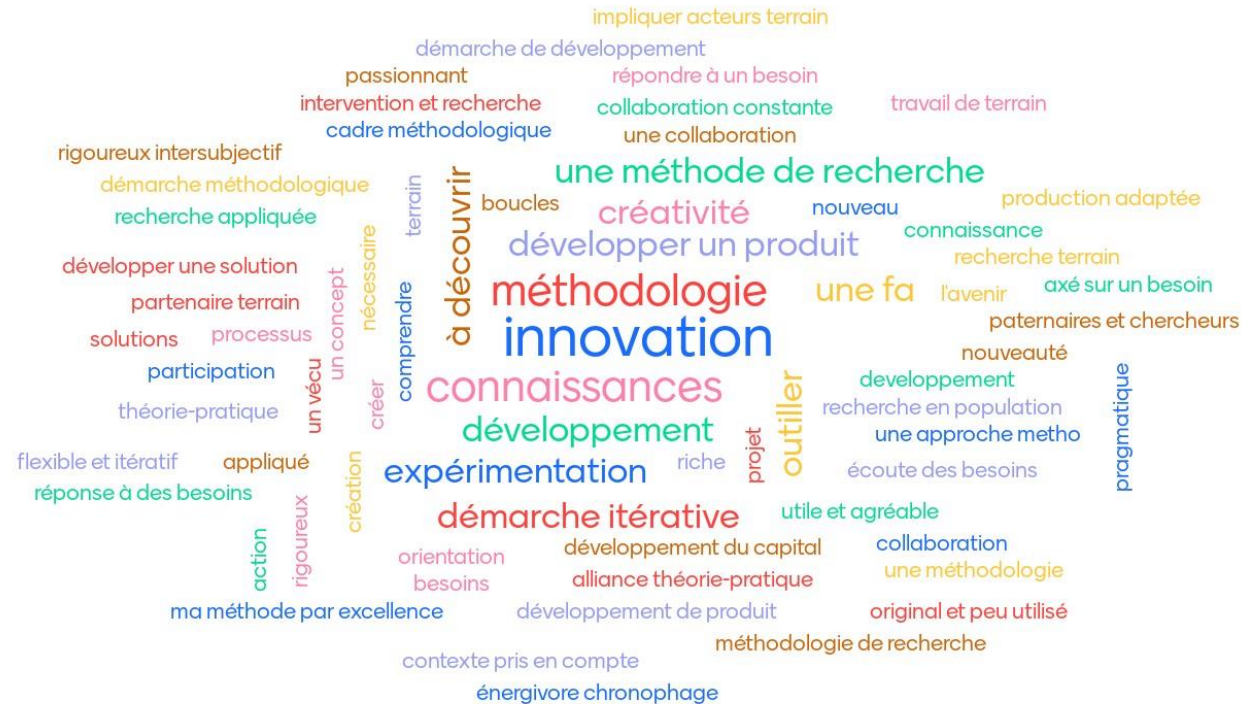 impliquer acteurs terrain
démarche de développement
passionnant
répondre à un besoin
intervention et recherche
collaboration constante
travail de terrain
cadre méthodologique
une collaboration
rigoureux intersubjectif
une méthode de recherche
démarche méthodologique
terrain
à découvrir
boucles
créativité
nouveau
production adaptée
recherche appliquée
connaissance
nécessaire
développer un produit
recherche terrain
développer une solution
un concept
comprendre
méthodologie
une fa
l'avenir
axé sur un besoin
partenaire terrain
paternaires et chercheurs
solutions
processus
innovation
nouveauté
participation
un vécu
créer
connaissances
outiller
developpement
pragmatique
théorie-pratique
recherche en population
développement
projet
une approche metho
flexible et itératif
appliqué
création
expérimentation
riche
écoute des besoins
réponse à des besoins
rigoureux
démarche itérative
utile et agréable
action
orientation
besoins
développement du capital
collaboration
alliance théorie-pratique
une méthodologie
ma méthode par excellence
développement de produit
original et peu utilisé
méthodologie de recherche
contexte pris en compte
énergivore chronophage